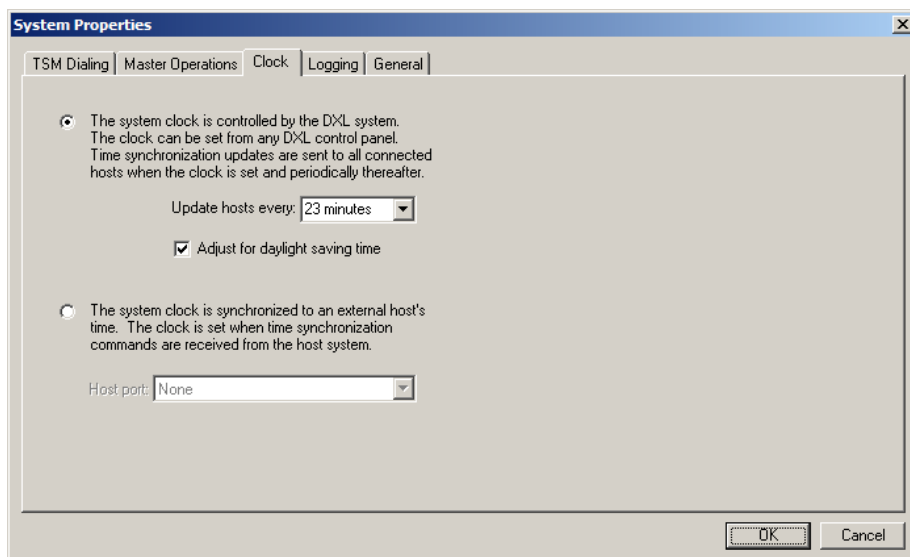 System Properties
TSM Dialing
Master Operations
Clock
Logging
General
The system clock is controlled by the DXL system.
The clock can be set from any DXL control panel.
Time synchronization updates are sent to all connected
hosts when the clock is set and periodically thereafter.
Update hosts every: 23 minutes
Adjust for daylight saving time
The system clock is synchronized to an external host's
time. The clock is set when time synchronization
commands are received from the host system.
Host port: None
OK
Cancel